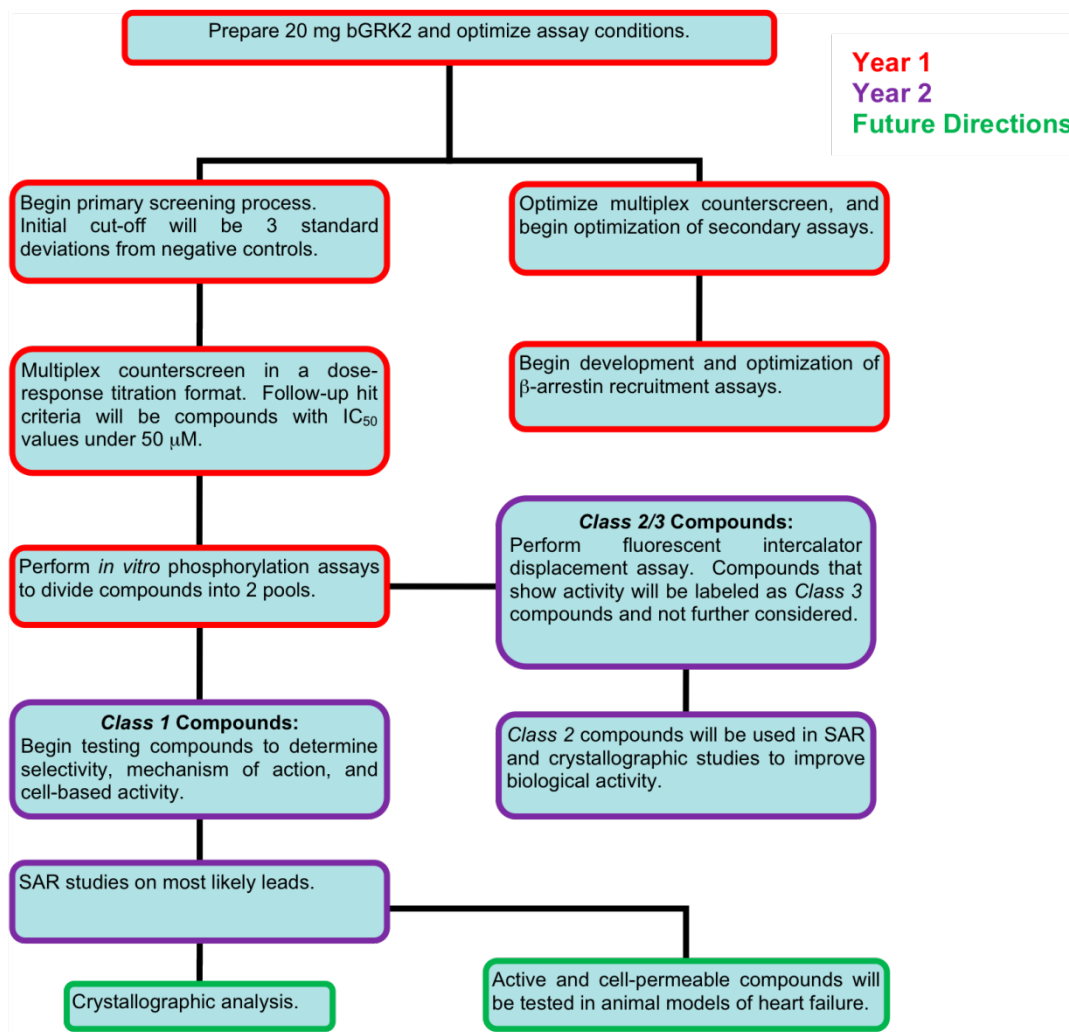 Prepare 20 mg bGRK2 and optimize assay conditions.
Year 1
Year 2
Future Directions
Begin primary screening process.
Initial cut-off will be 3 standard
deviations from negative controls.
Optimize multiplex counterscreen, and
begin optimization of secondary assays.
Multiplex counterscreen in a dose-
response titration format. Follow-up hit
criteria will be compounds with IC₅₀
values under 50 μM.
Begin development and optimization of
β-arrestin recruitment assays.
Perform in vitro phosphorylation assays
to divide compounds into 2 pools.
Class 2/3 Compounds:
Perform fluorescent intercalator
displacement assay. Compounds that
show activity will be labeled as Class 3
compounds and not further considered.
Class 1 Compounds:
Begin testing compounds to determine
selectivity, mechanism of action, and
cell-based activity.
Class 2 compounds will be used in SAR
and crystallographic studies to improve
biological activity.
SAR studies on most likely leads.
Crystallographic analysis.
Active and cell-permeable compounds will
be tested in animal models of heart failure.